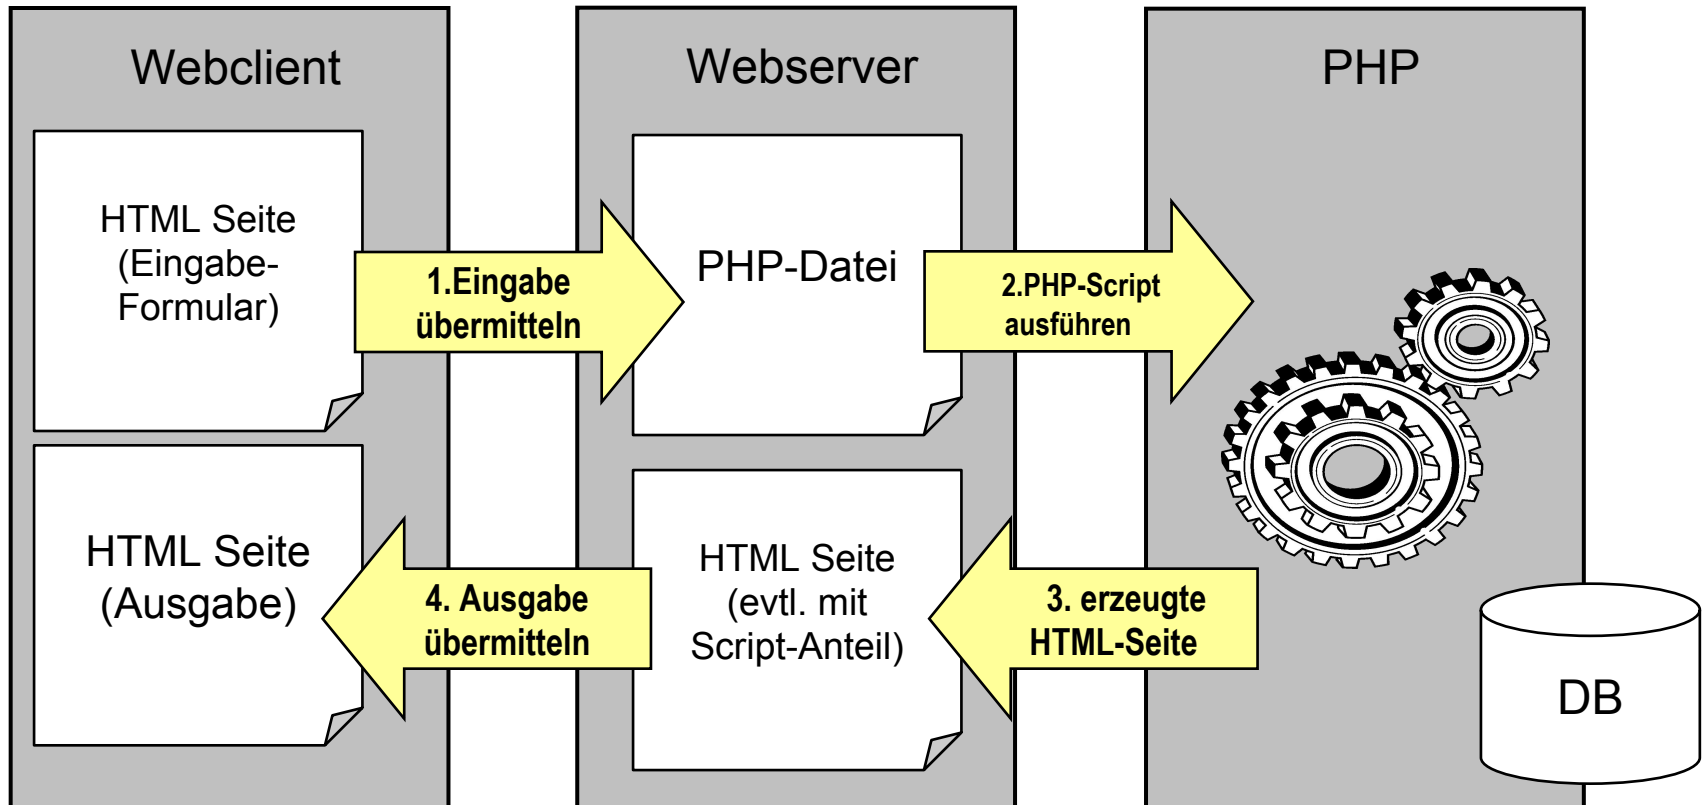 Webclient
Webserver
PHP
HTML Seite
(Eingabe-
Formular)
1.Eingabe
übermitteln
PHP-Datei
2.PHP-Script
ausführen
HTML Seite
(Ausgabe)
4. Ausgabe
übermitteln
HTML Seite
(evtl. mit
Script-Anteil)
3. erzeugte
HTML-Seite
DB